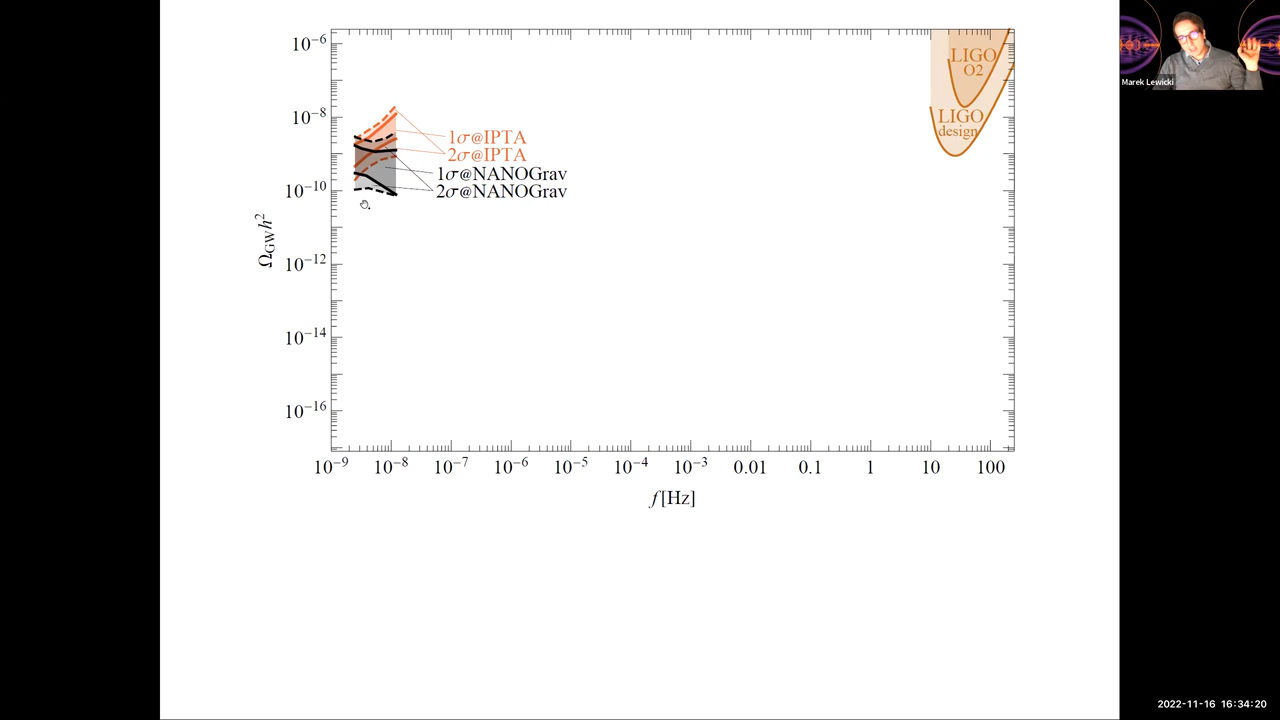 Marek Lewicki
10⁻⁶
10⁻⁸
10⁻¹⁰
10⁻¹²
10⁻¹⁴
10⁻¹⁶
Ω_GW h²
LIGO
O2
LIGO
design
1σ@IPTA
2σ@IPTA
1σ@NANOGrav
2σ@NANOGrav
10⁻⁹ 10⁻⁸ 10⁻⁷ 10⁻⁶ 10⁻⁵ 10⁻⁴ 10⁻³ 0.01 0.1 1 10 100
f[Hz]
2022-11-16 16:34:20